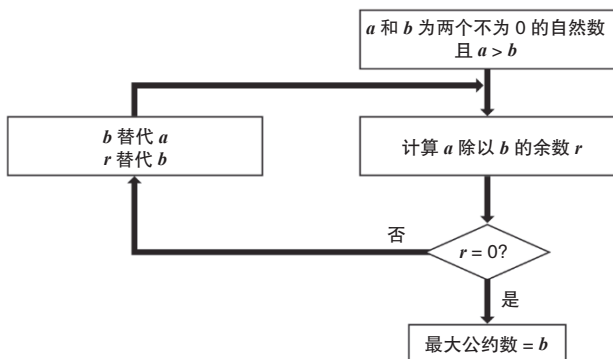 a 和 b 为两个不为 0 的自然数
且 a > b
b 替代 a
r 替代 b
计算 a 除以 b 的余数 r
否
r = 0?
是
最大公约数 = b